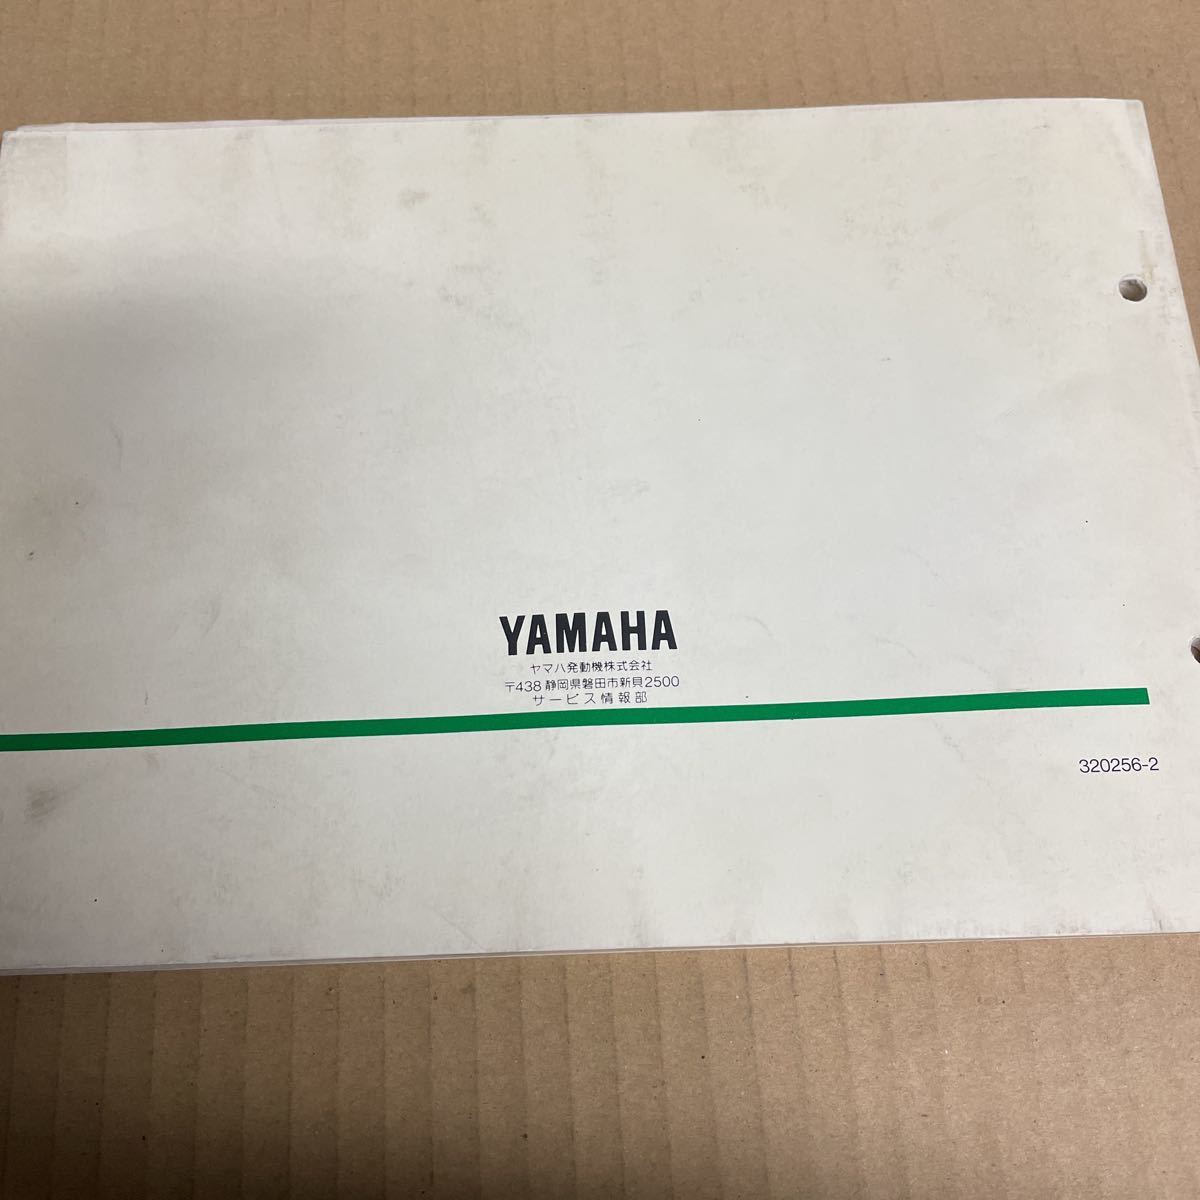 YAMAHA
ヤマハ発動機株式会社
〒438 静岡県磐田市新貝2500
サービス情報部
320256-2